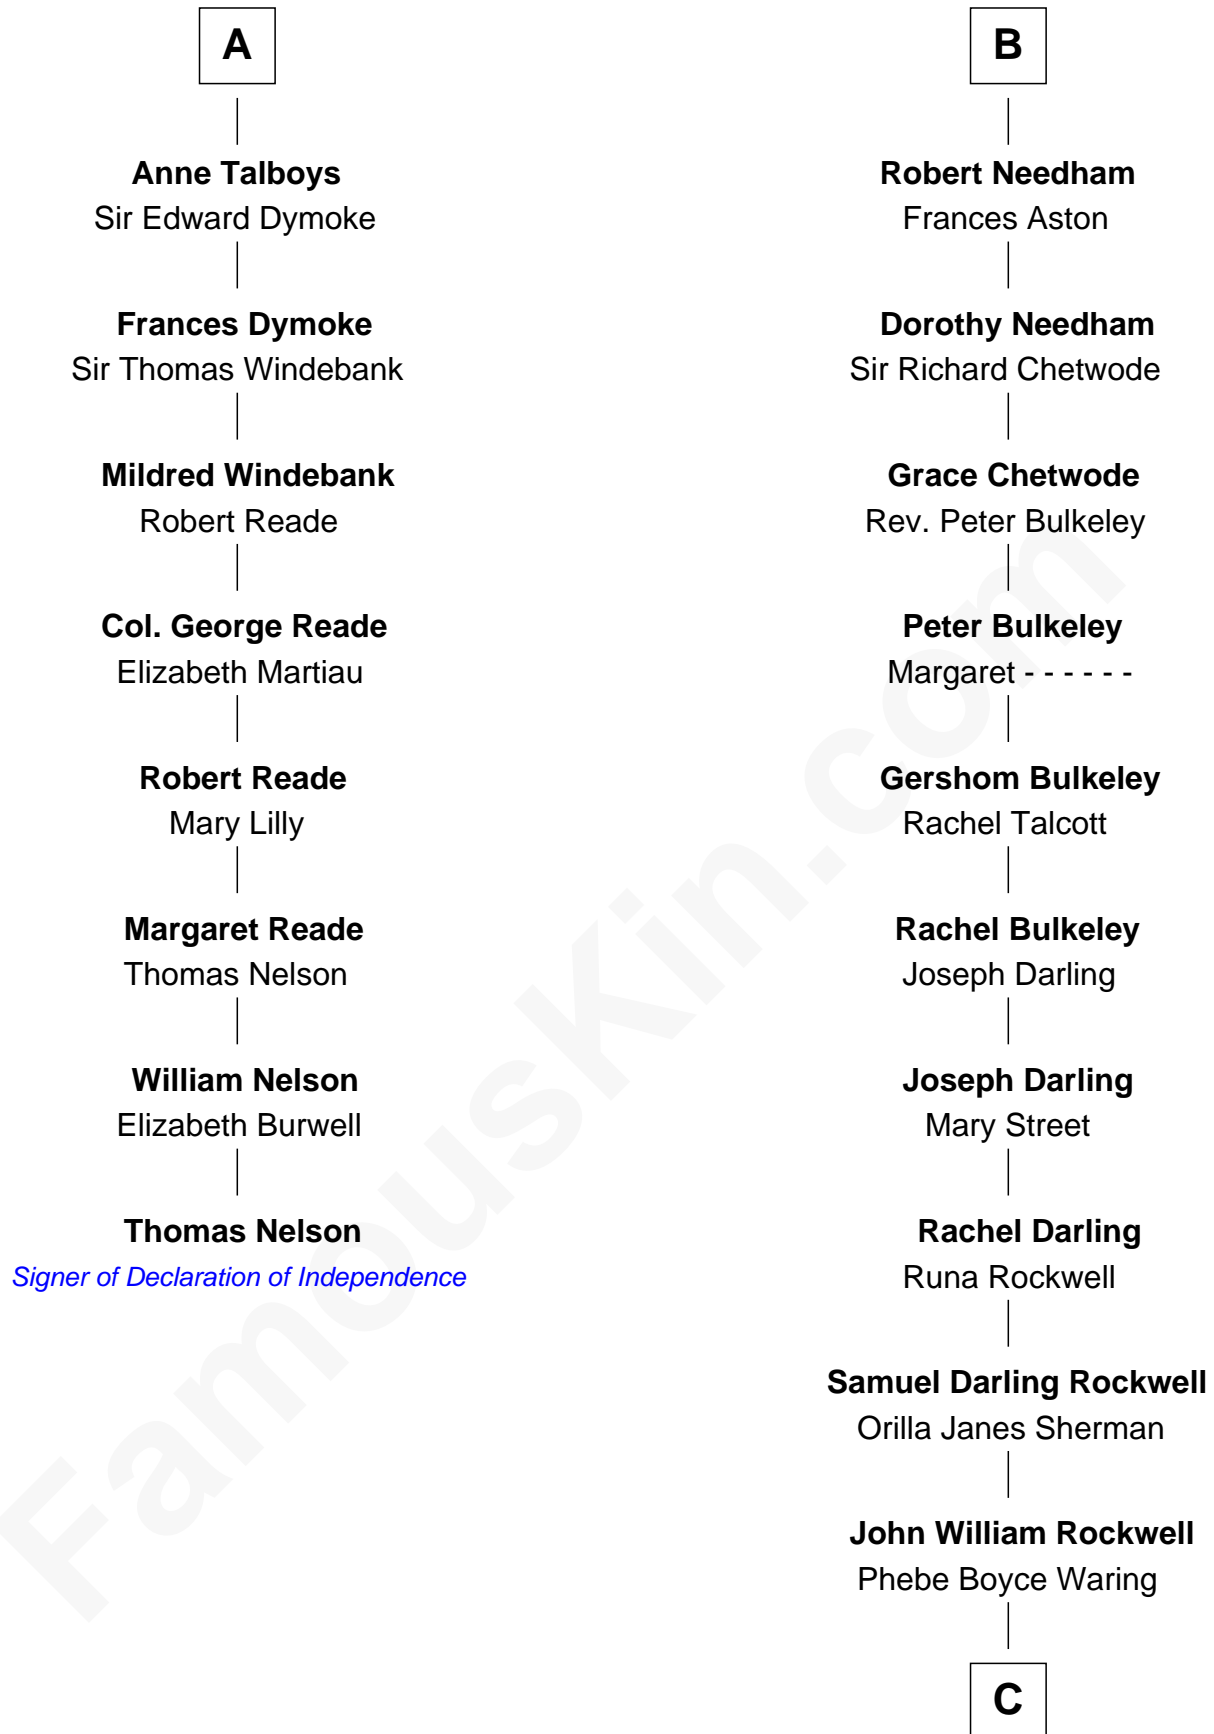 A
Anne Talboys
Sir Edward Dymoke
Frances Dymoke
Sir Thomas Windebank
Mildred Windebank
Robert Reade
Col. George Reade
Elizabeth Martiau
Robert Reade
Mary Lilly
Margaret Reade
Thomas Nelson
William Nelson
Elizabeth Burwell
Thomas Nelson
Signer of Declaration of Independence
B
Robert Needham
Frances Aston
Dorothy Needham
Sir Richard Chetwode
Grace Chetwode
Rev. Peter Bulkeley
Peter Bulkeley
Margaret - - - - - -
Gershom Bulkeley
Rachel Talcott
Rachel Bulkeley
Joseph Darling
Joseph Darling
Mary Street
Rachel Darling
Runa Rockwell
Samuel Darling Rockwell
Orilla Janes Sherman
John William Rockwell
Phebe Boyce Waring
C
FamousKin.com